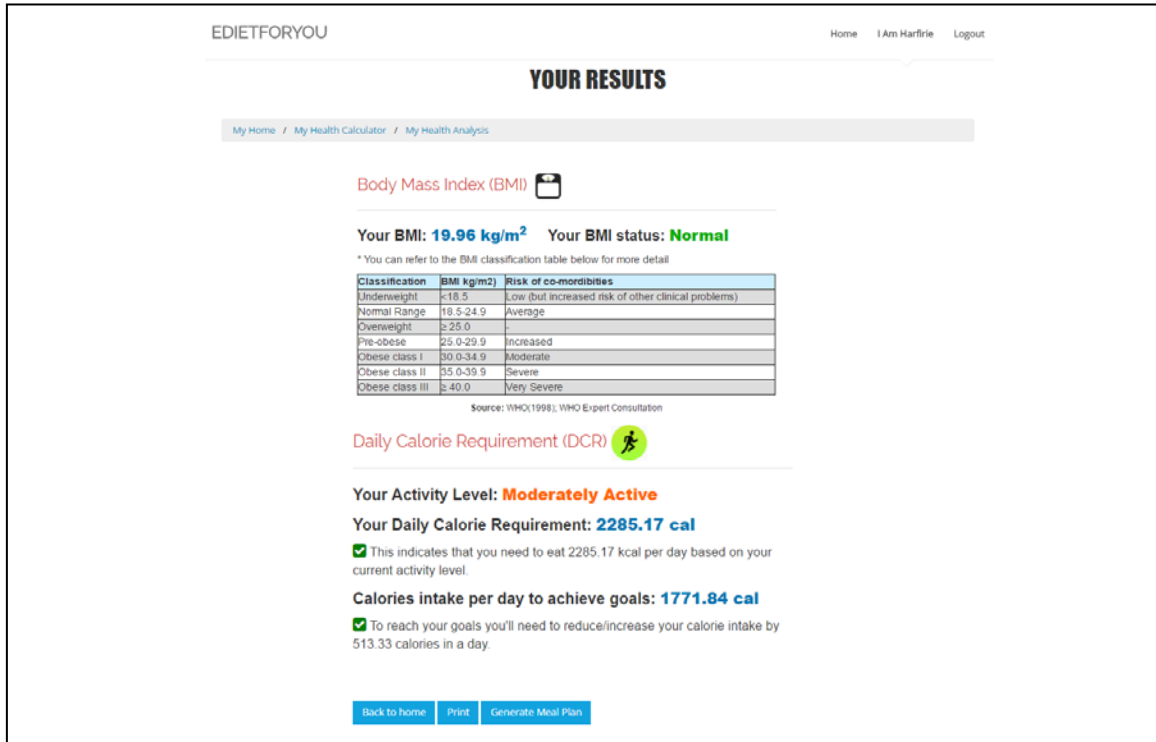 EDIETFORYOU
Home I Am Harfirie Logout
YOUR RESULTS
My Home / My Health Calculator / My Health Analysis
Body Mass Index (BMI)
Your BMI: 19.96 kg/m² Your BMI status: Normal
* You can refer to the BMI classification table below for more detail
Classification BMI kg/m2) Risk of co-mordibities
Underweight <18.5 Low (but increased risk of other clinical problems)
Normal Range 18.5-24.9 Average
Overweight ≥ 25.0 -
Pre-obese 25.0-29.9 Increased
Obese class I 30.0-34.9 Moderate
Obese class II 35.0-39.9 Severe
Obese class III ≥ 40.0 Very Severe
Source: WHO(1998); WHO Expert Consultation
Daily Calorie Requirement (DCR)
Your Activity Level: Moderately Active
Your Daily Calorie Requirement: 2285.17 cal
This indicates that you need to eat 2285.17 kcal per day based on your
current activity level.
Calories intake per day to achieve goals: 1771.84 cal
To reach your goals you'll need to reduce/increase your calorie intake by
513.33 calories in a day.
Back to home Print Generate Meal Plan